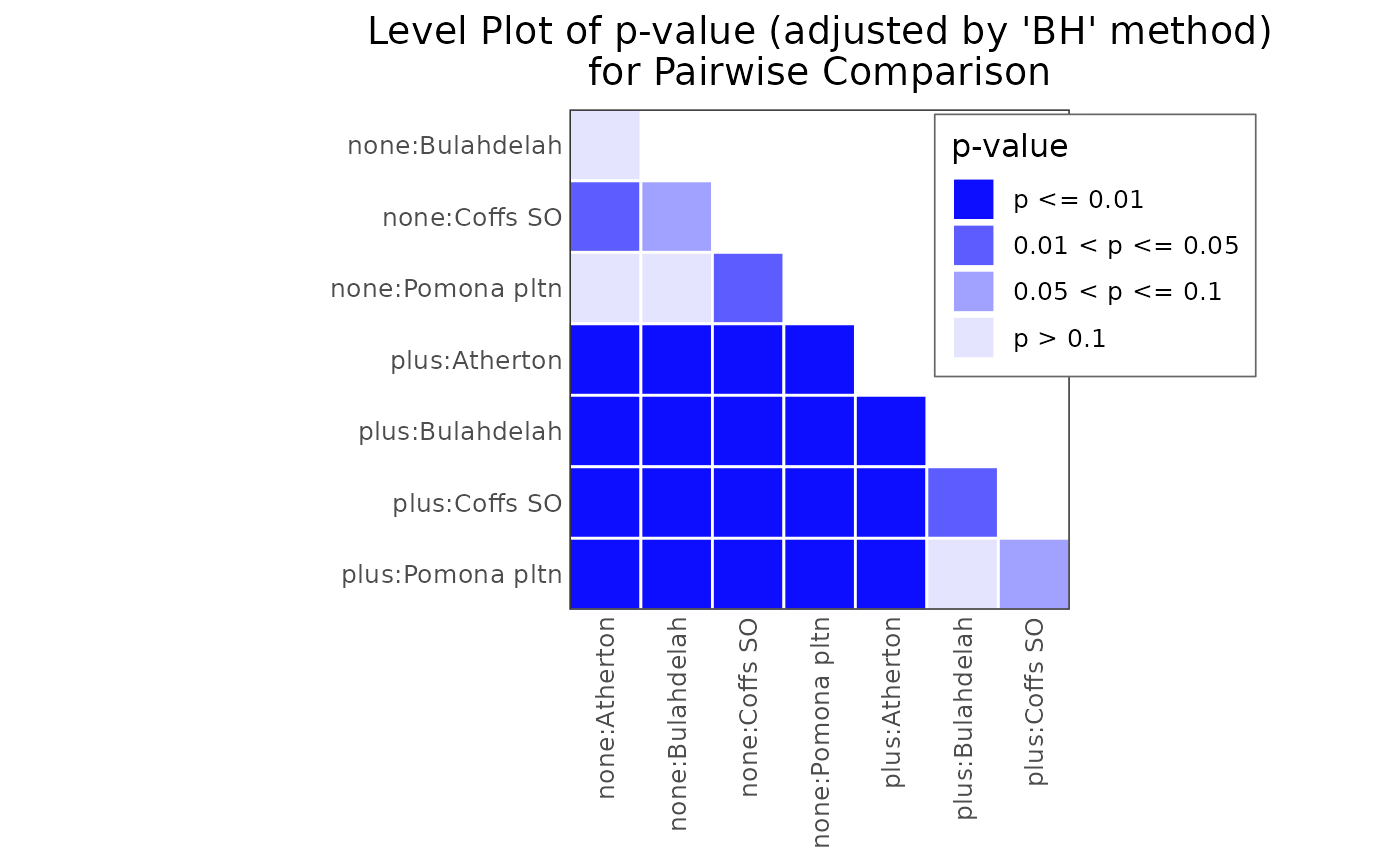 Level Plot of p-value (adjusted by 'BH' method)
for Pairwise Comparison
none:Bulahdelah
none:Coffs SO
none:Pomona pltn
plus:Atherton
plus:Bulahdelah
plus:Coffs SO
plus:Pomona pltn
p-value
p <= 0.01
0.01 < p <= 0.05
0.05 < p <= 0.1
p > 0.1
none:Atherton
none:Bulahdelah
none:Coffs SO
none:Pomona pltn
plus:Atherton
plus:Bulahdelah
plus:Coffs SO